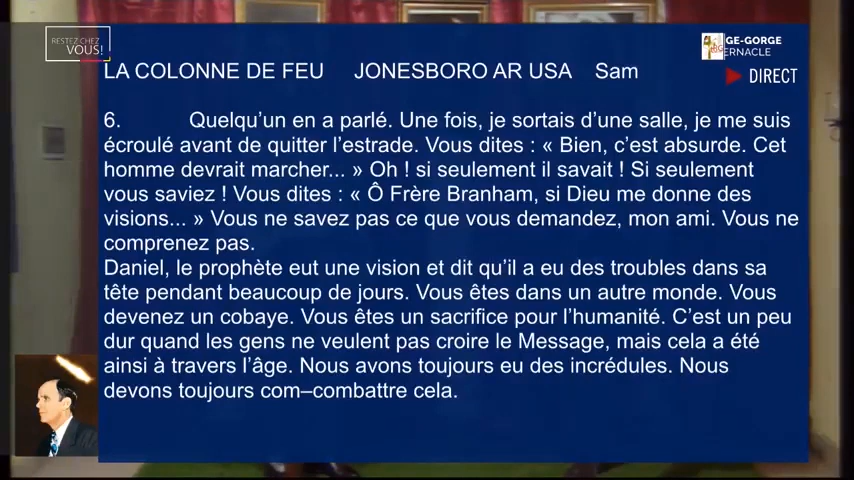 RESTEZ CHEZ
VOUS!
GE-GORGE
ERNACLE
DIRECT
LA COLONNE DE FEU JONESBORO AR USA Sam
6. Quelqu'un en a parlé. Une fois, je sortais d'une salle, je me suis
écroulé avant de quitter l'estrade. Vous dites : « Bien, c'est absurde. Cet
homme devrait marcher... » Oh ! si seulement il savait ! Si seulement
vous saviez ! Vous dites : « Ô Frère Branham, si Dieu me donne des
visions... » Vous ne savez pas ce que vous demandez, mon ami. Vous ne
comprenez pas.
Daniel, le prophète eut une vision et dit qu'il a eu des troubles dans sa
tête pendant beaucoup de jours. Vous êtes dans un autre monde. Vous
devenez un cobaye. Vous êtes un sacrifice pour l'humanité. C'est un peu
dur quand les gens ne veulent pas croire le Message, mais cela a été
ainsi à travers l'âge. Nous avons toujours eu des incrédules. Nous
devons toujours com–combattre cela.